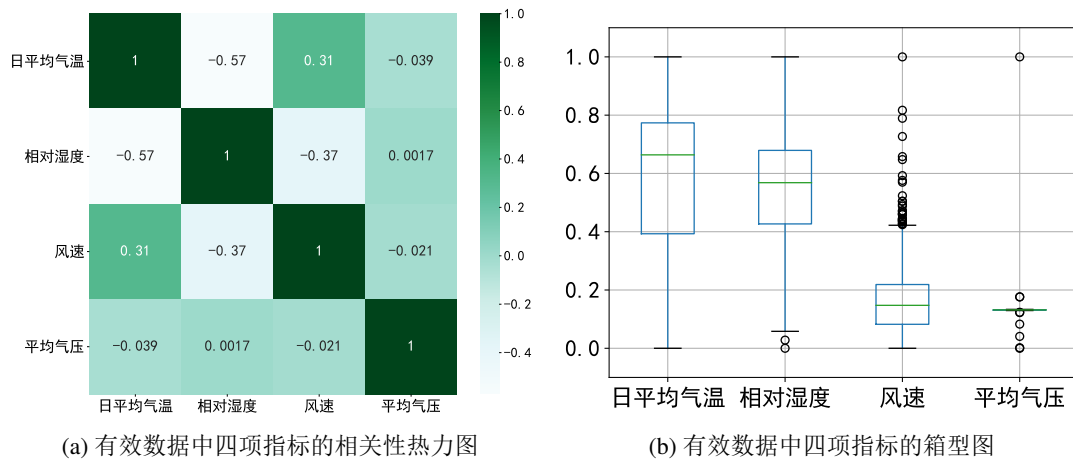 日平均气温 1 −0.57 0.31 −0.039
相对湿度 −0.57 1 −0.37 0.0017
风速 0.31 −0.37 1 −0.021
平均气压 −0.039 0.0017 −0.021 1
日平均气温 相对湿度 风速 平均气压
1.0
0.8
0.6
0.4
0.2
0.0
−0.2
−0.4
(a) 有效数据中四项指标的相关性热力图
1.0
0.8
0.6
0.4
0.2
0.0
日平均气温 相对湿度 风速 平均气压
(b) 有效数据中四项指标的箱型图